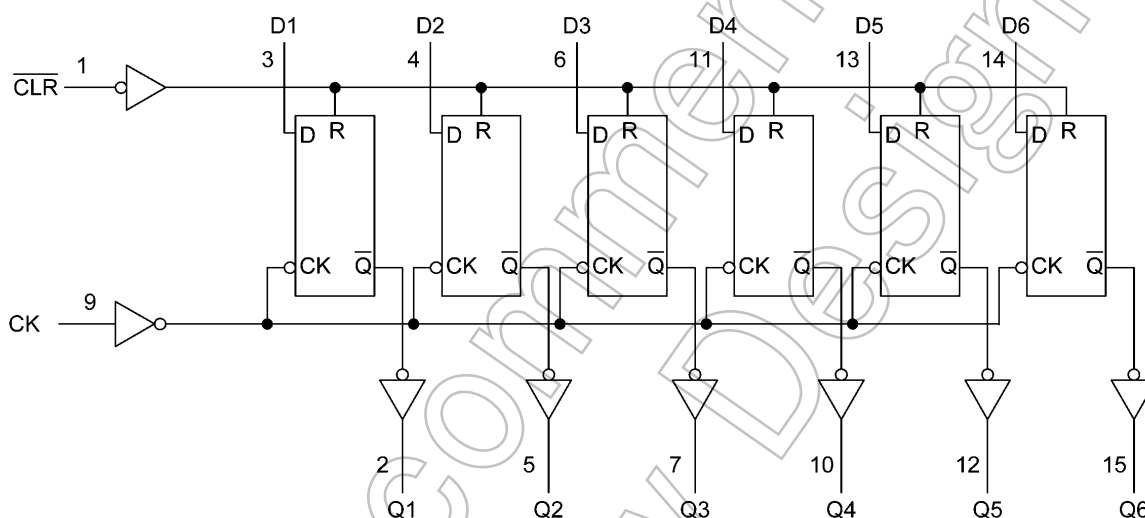 D1 D2 D3 D4 D5 D6
3 4 6 11 13 14
C̅L̅R̅ 1
D R D R D R D R D R D R
CK Q̅ CK Q̅ CK Q̅ CK Q̅ CK Q̅ CK Q̅
CK 9
2 5 7 10 12 15
Q1 Q2 Q3 Q4 Q5 Q6